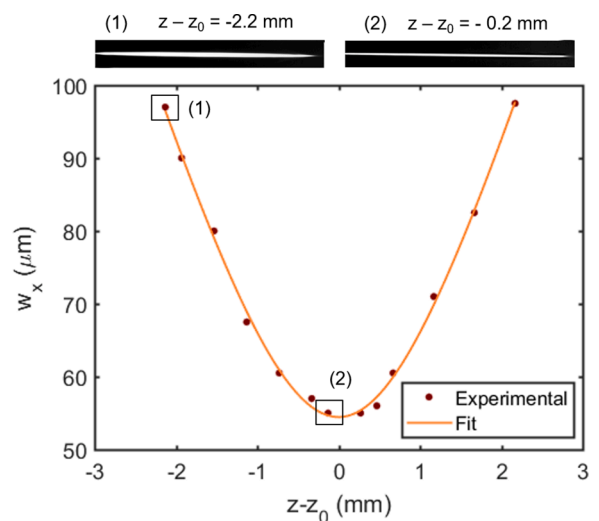 (1) z – z0 = -2.2 mm
(2) z – z0 = - 0.2 mm
100
90
80
70
60
50
wx (μm)
(1)
(2)
Experimental
Fit
-3 -2 -1 0 1 2 3
z-z0 (mm)